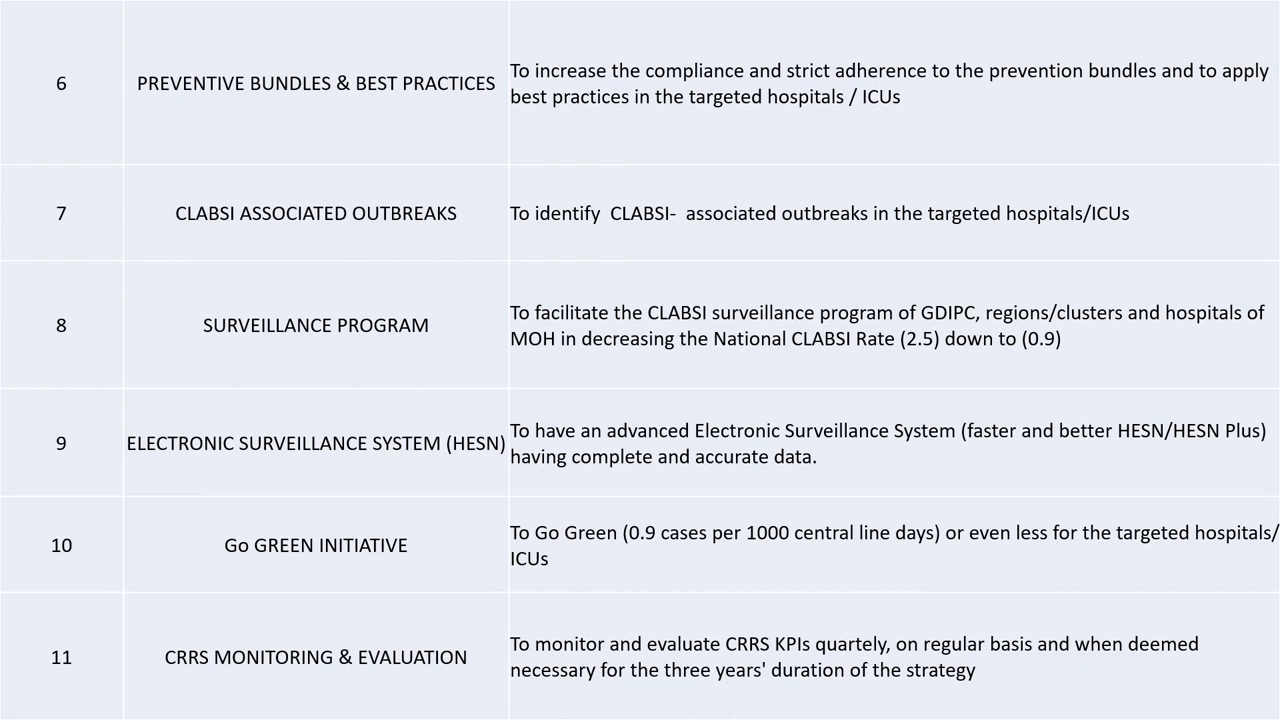 6
PREVENTIVE BUNDLES & BEST PRACTICES
To increase the compliance and strict adherence to the prevention bundles and to apply
best practices in the targeted hospitals / ICUs
7
CLABSI ASSOCIATED OUTBREAKS
To identify  CLABSI-  associated outbreaks in the targeted hospitals/ICUs
8
SURVEILLANCE PROGRAM
To facilitate the CLABSI surveillance program of GDIPC, regions/clusters and hospitals of
MOH in decreasing the National CLABSI Rate (2.5) down to (0.9)
9
ELECTRONIC SURVEILLANCE SYSTEM (HESN)
To have an advanced Electronic Surveillance System (faster and better HESN/HESN Plus)
having complete and accurate data.
10
Go GREEN INITIATIVE
To Go Green (0.9 cases per 1000 central line days) or even less for the targeted hospitals/
ICUs
11
CRRS MONITORING & EVALUATION
To monitor and evaluate CRRS KPIs quartely, on regular basis and when deemed
necessary for the three years' duration of the strategy